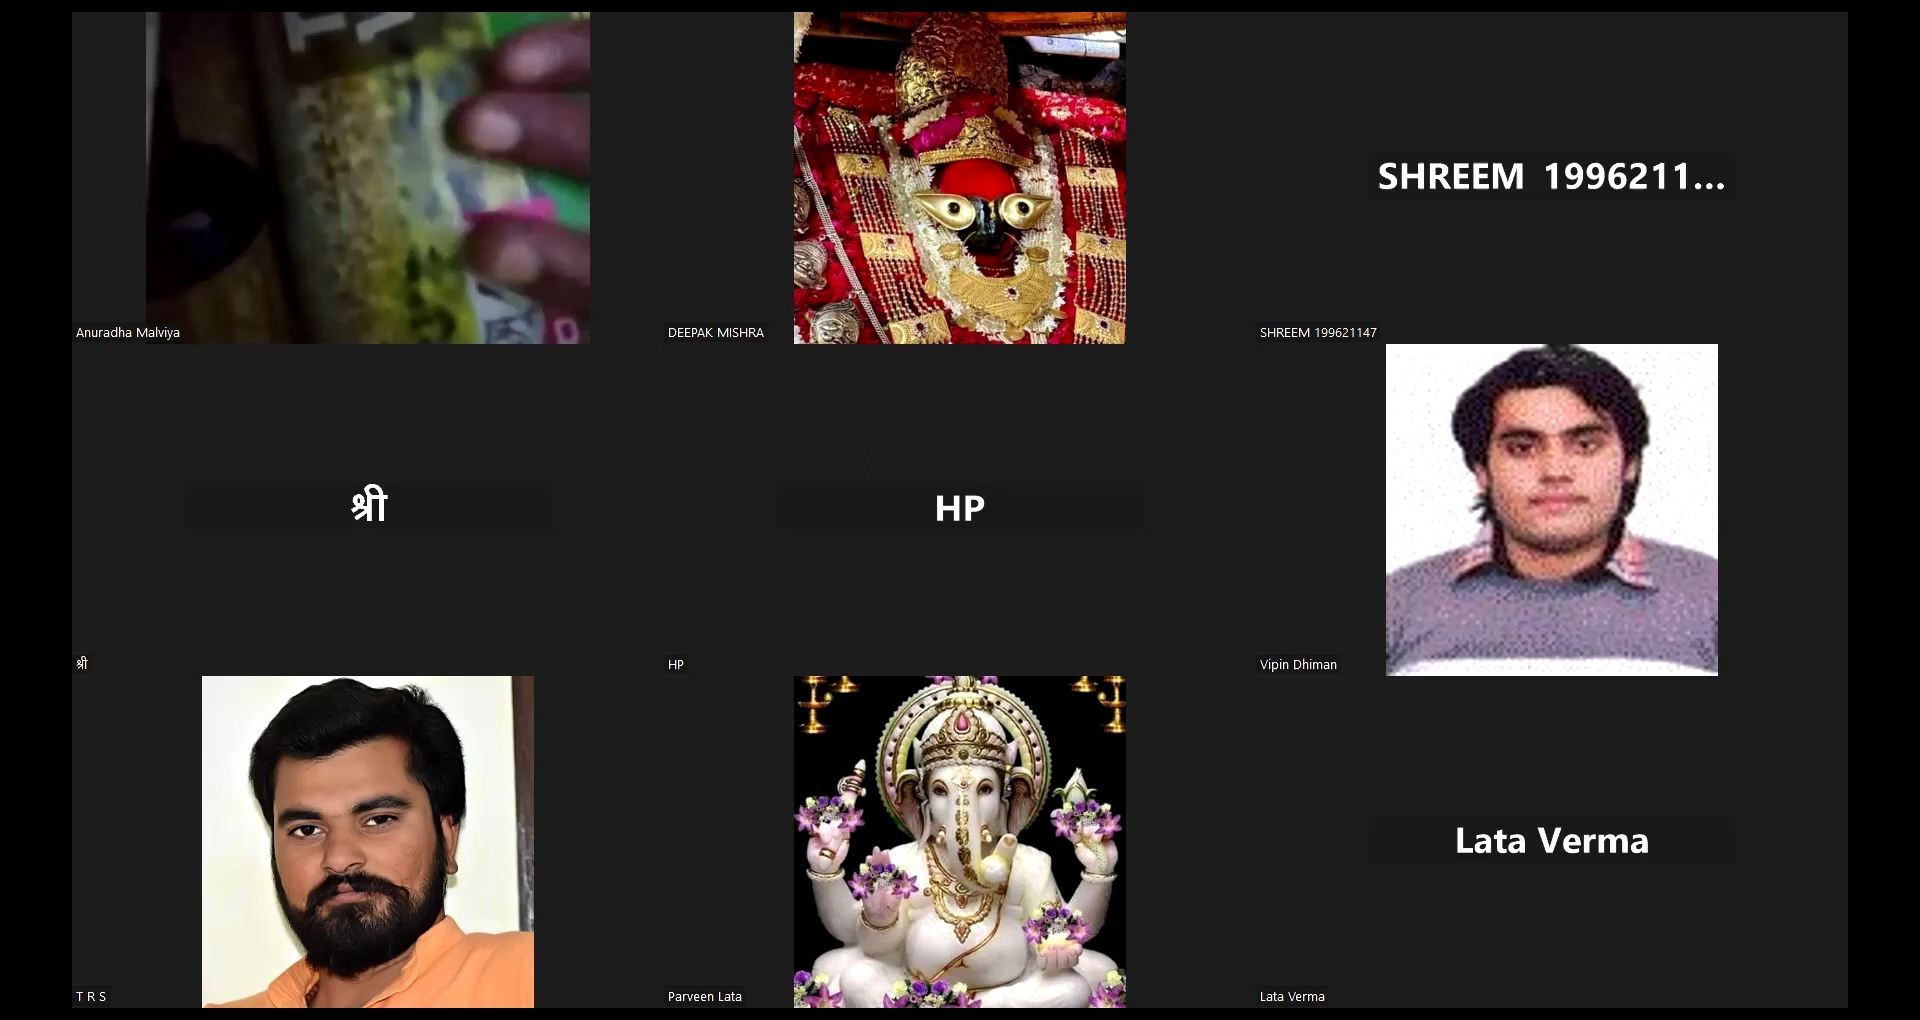 SHREEM 1996211...
Anuradha Malviya
DEEPAK MISHRA
SHREEM 199621147
श्री
HP
श्री
HP
Vipin Dhiman
Lata Verma
T R S
Parveen Lata
Lata Verma